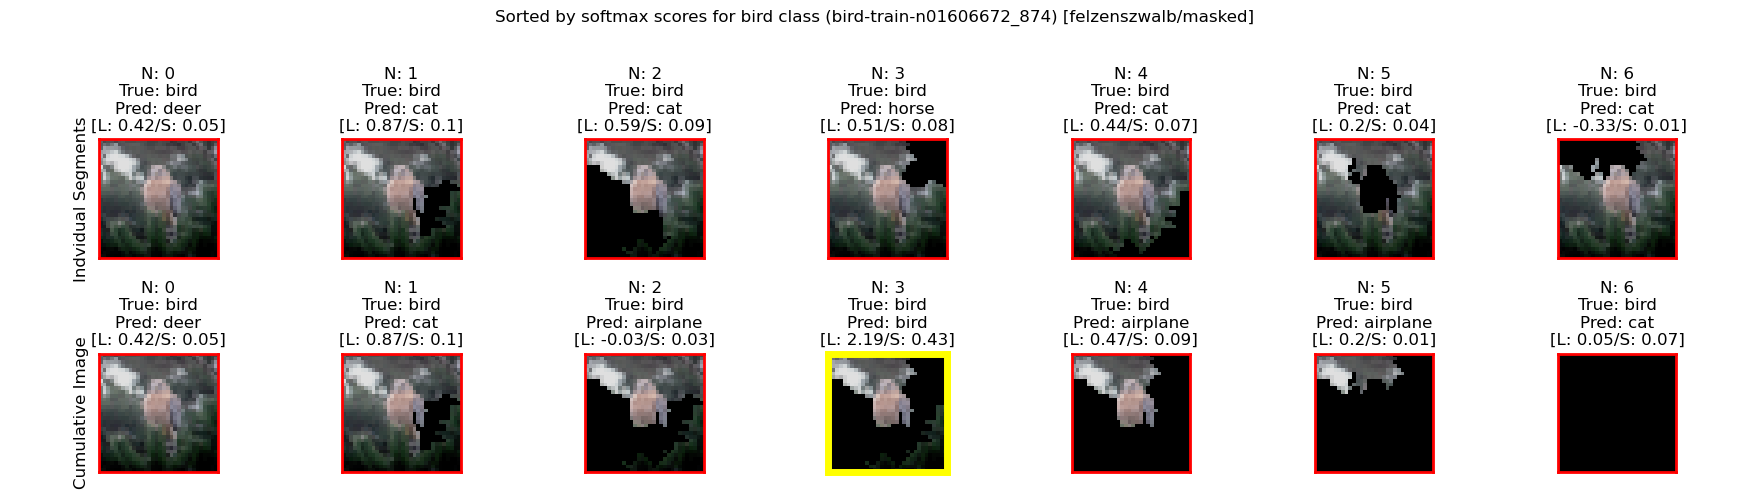 Sorted by softmax scores for bird class (bird-train-n01606672_874) [felzenszwalb/masked]
Indvidual Segments
N: 0
True: bird
Pred: deer
[L: 0.42/S: 0.05]
N: 1
True: bird
Pred: cat
[L: 0.87/S: 0.1]
N: 2
True: bird
Pred: cat
[L: 0.59/S: 0.09]
N: 3
True: bird
Pred: horse
[L: 0.51/S: 0.08]
N: 4
True: bird
Pred: cat
[L: 0.44/S: 0.07]
N: 5
True: bird
Pred: cat
[L: 0.2/S: 0.04]
N: 6
True: bird
Pred: cat
[L: -0.33/S: 0.01]
Cumulative Image
N: 0
True: bird
Pred: deer
[L: 0.42/S: 0.05]
N: 1
True: bird
Pred: cat
[L: 0.87/S: 0.1]
N: 2
True: bird
Pred: airplane
[L: -0.03/S: 0.03]
N: 3
True: bird
Pred: bird
[L: 2.19/S: 0.43]
N: 4
True: bird
Pred: airplane
[L: 0.47/S: 0.09]
N: 5
True: bird
Pred: airplane
[L: 0.2/S: 0.01]
N: 6
True: bird
Pred: cat
[L: 0.05/S: 0.07]